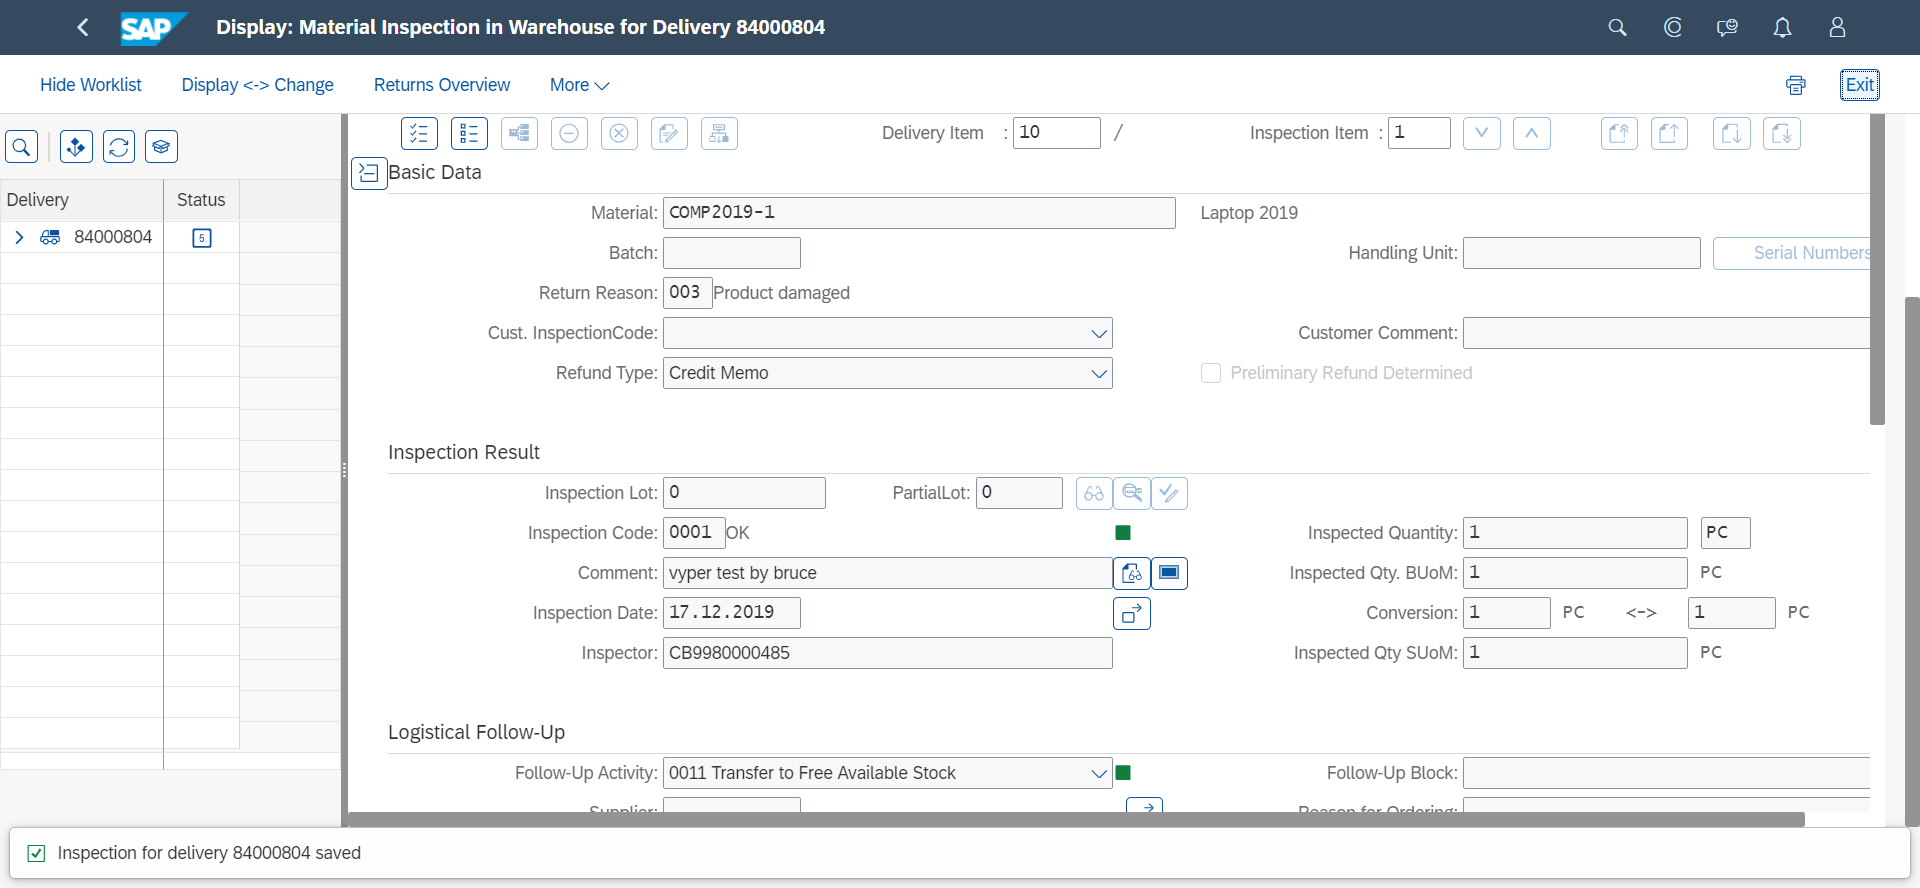 SAP Display: Material Inspection in Warehouse for Delivery 84000804
Hide Worklist Display <-> Change Returns Overview More Exit
Delivery Item : 10 / Inspection Item : 1
Basic Data
Delivery Status
Material: COMP2019-1 Laptop 2019
84000804 5
Batch: Handling Unit: Serial Numbers
Return Reason: 003 Product damaged
Cust. InspectionCode: Customer Comment:
Refund Type: Credit Memo Preliminary Refund Determined
Inspection Result
Inspection Lot: 0 PartialLot: 0
Inspection Code: 0001 OK Inspected Quantity: 1 PC
Comment: vyper test by bruce Inspected Qty. BUoM: 1 PC
Inspection Date: 17.12.2019 Conversion: 1 PC <-> 1 PC
Inspector: CB9980000485 Inspected Qty SUoM: 1 PC
Logistical Follow-Up
Follow-Up Activity: 0011 Transfer to Free Available Stock Follow-Up Block:
Supplier: Reason for Ordering:
Inspection for delivery 84000804 saved